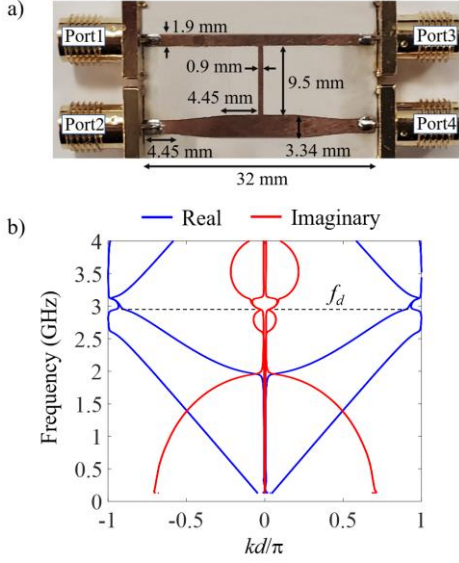 a)
Port1
1.9 mm
Port3
0.9 mm
9.5 mm
4.45 mm
Port2
Port4
4.45 mm
3.34 mm
32 mm
b)
Real Imaginary
4
3.5
3
2.5
2
1.5
1
0.5
0
Frequency (GHz)
f_d
-1 -0.5 0 0.5 1
kd/π